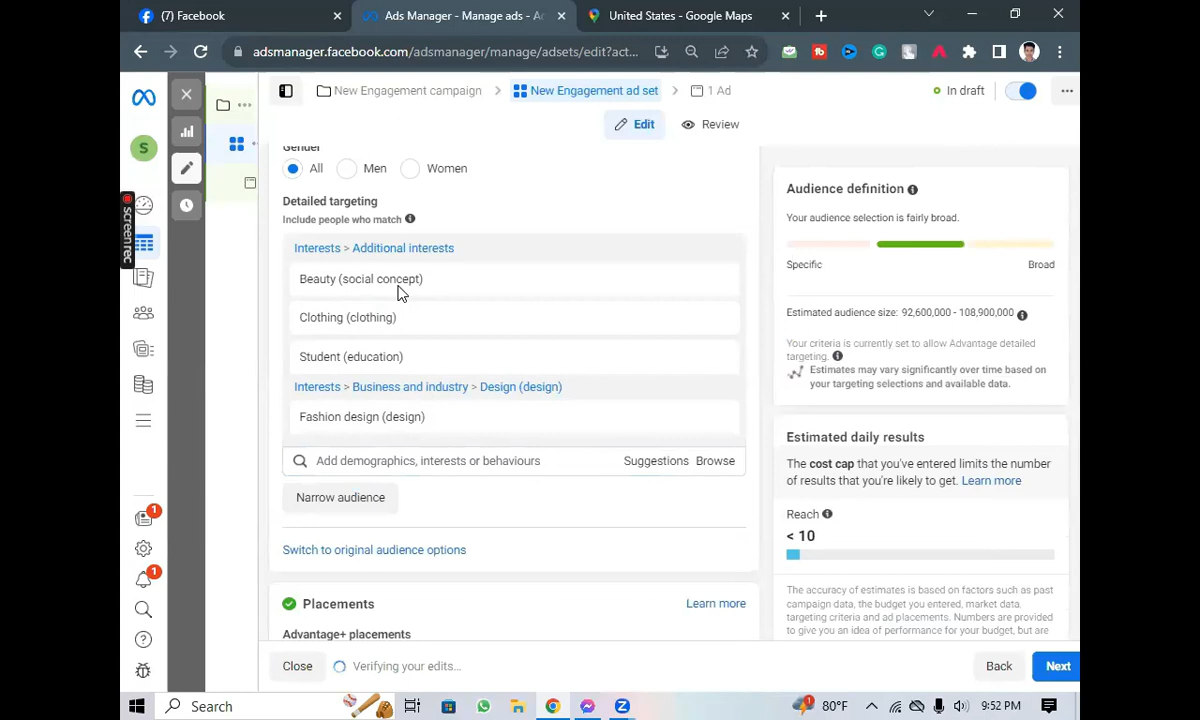 (7) Facebook
Ads Manager - Manage ads - Ac
United States - Google Maps
adsmanager.facebook.com/adsmanager/manage/adsets/edit?act...
New Engagement campaign
New Engagement ad set
1 Ad
In draft
Edit
Review
Gender
All
Men
Women
Detailed targeting
Include people who match
Interests > Additional interests
Beauty (social concept)
Clothing (clothing)
Student (education)
Interests > Business and industry > Design (design)
Fashion design (design)
Add demographics, interests or behaviours
Suggestions
Browse
Narrow audience
Switch to original audience options
Placements
Learn more
Advantage+ placements
Audience definition
Your audience selection is fairly broad.
Specific
Broad
Estimated audience size: 92,600,000 - 108,900,000
Your criteria is currently set to allow Advantage detailed
targeting.
Estimates may vary significantly over time based on
your targeting selections and available data.
Estimated daily results
The cost cap that you've entered limits the number
of results that you're likely to get. Learn more
Reach
< 10
The accuracy of estimates is based on factors such as past
campaign data, the budget you entered, market data,
targeting criteria and ad placements. Numbers are provided
to give you an idea of performance for your budget, but are
Close
Verifying your edits...
Back
Next
S
screenrec
1
1
Search
1
80°F
9:52 PM